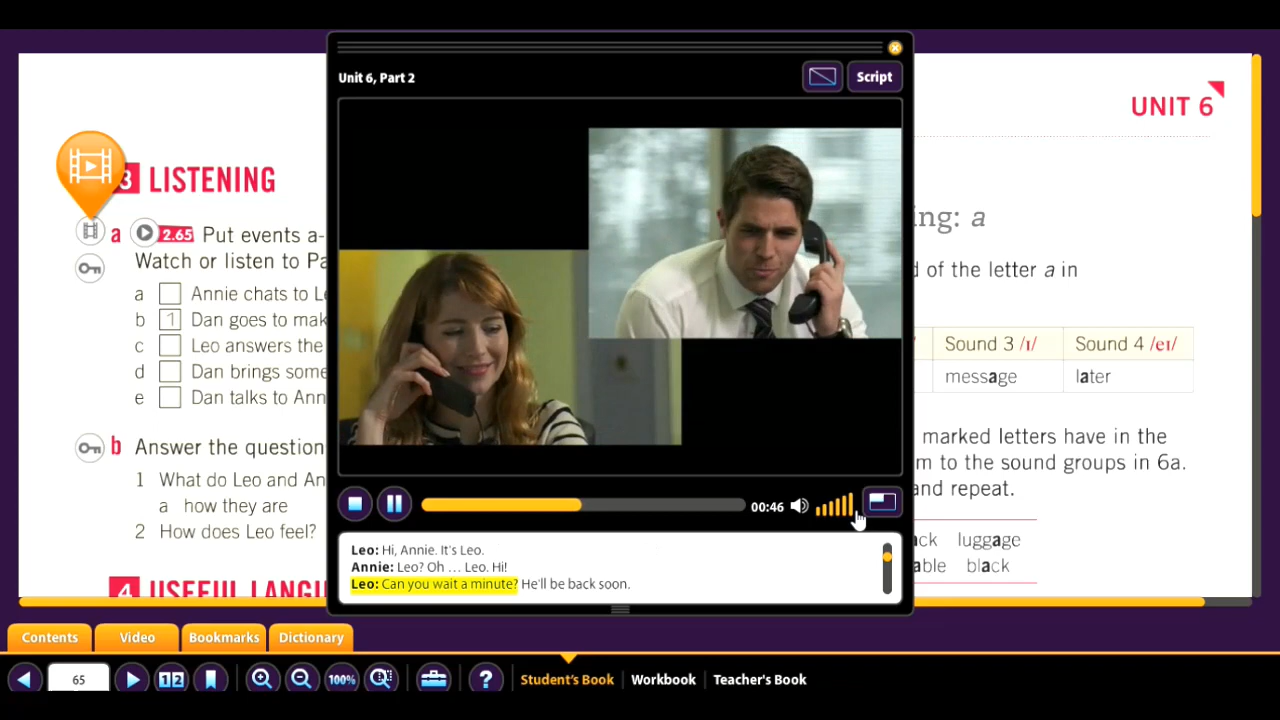 Unit 6, Part 2
Script
UNIT 6
3 LISTENING
a 2.65 Put events a-
Watch or listen to Pa
a Annie chats to Le
b 1 Dan goes to mak
c Leo answers the
d Dan brings some
e Dan talks to Ann
b Answer the question
1 What do Leo and An
a how they are
2 How does Leo feel?
4 USEFUL LANGU
ing: a
d of the letter a in
Sound 3 /ɪ/ Sound 4 /eɪ/
message later
marked letters have in the
m to the sound groups in 6a.
and repeat.
ck luggage
able black
00:46
Leo: Hi, Annie. It's Leo.
Annie: Leo? Oh … Leo. Hi!
Leo: Can you wait a minute? He'll be back soon.
Contents Video Bookmarks Dictionary
65 1 2 100% ? Student's Book Workbook Teacher's Book